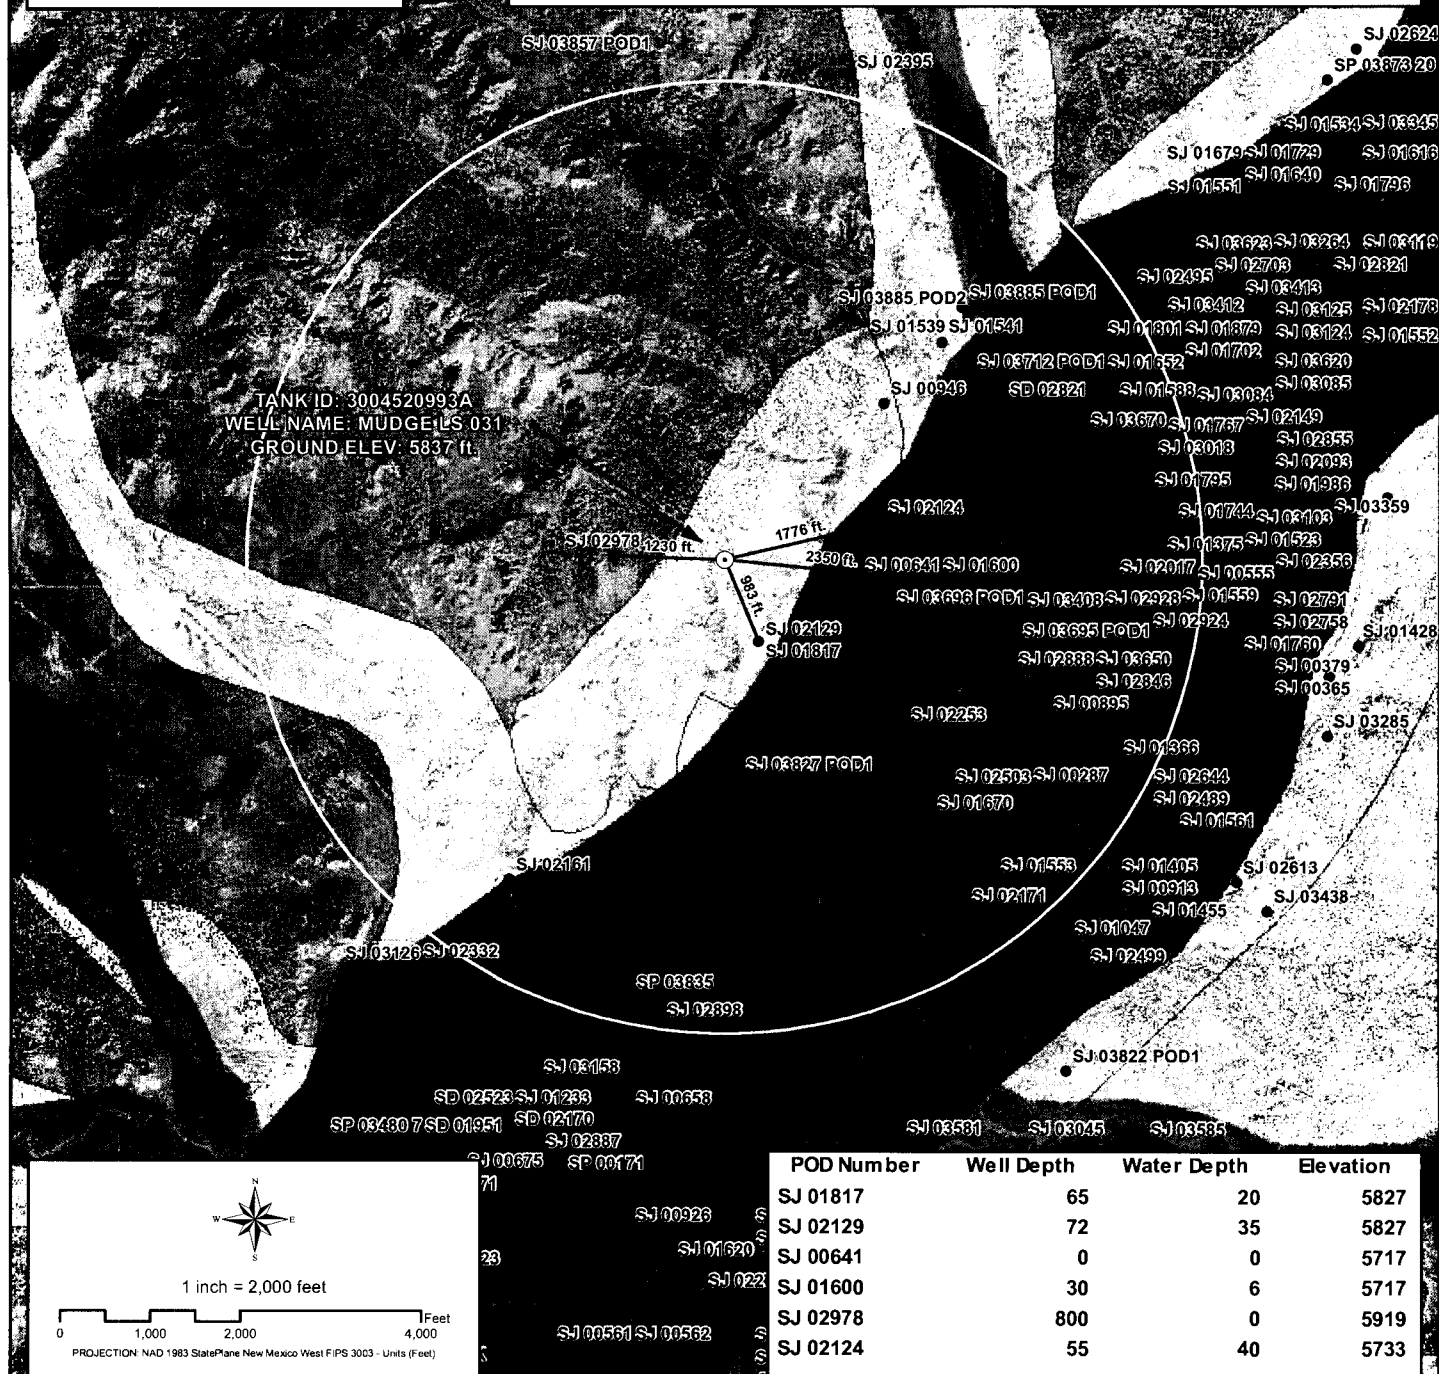 SJ 03857 POD1
SJ 02395
SJ 02624
SP 03873 20
SJ 01534 SJ 03345
SJ 01679 SJ 01729 SJ 01616
SJ 01640
SJ 01551 SJ 01796
SJ 03623 SJ 03264 SJ 03119
SJ 02703 SJ 02821
SJ 02495
SJ 03413
SJ 03885 POD2 SJ 03885 POD1
SJ 03412 SJ 03125 SJ 02178
SJ 01539 SJ 01541
SJ 01801 SJ 01879 SJ 03124 SJ 01552
SJ 01702
SJ 03712 POD1 SJ 01652 SJ 03620
SJ 00946
SD 02821 SJ 01588 SJ 03084 SJ 03085
TANK ID: 3004520993A
WELL NAME: MUDGE LS 031
GROUND ELEV: 5837 ft.
SJ 03670 SJ 01767 SJ 02149
SJ 03018 SJ 02855
SJ 02093
SJ 01795 SJ 01986
SJ 02124
SJ 01744 SJ 03103 SJ 03359
SJ 02978 1230 ft.
1776 ft.
2350 ft.
983 ft.
SJ 01375 SJ 01523
SJ 00641 SJ 01600 SJ 02017 SJ 00555 SJ 02356
SJ 03696 POD1 SJ 03408 SJ 02928 SJ 01559 SJ 02791
SJ 02129
SJ 01817
SJ 03695 POD1 SJ 02924 SJ 02758
SJ 01428
SJ 01760
SJ 02888 SJ 03650 SJ 00379
SJ 02846 SJ 00365
SJ 00895
SJ 02253
SJ 03285
SJ 01366
SJ 03827 POD1
SJ 02503 SJ 00287 SJ 02644
SJ 01670 SJ 02489
SJ 01561
SJ 02161
SJ 01553 SJ 01405 SJ 02613
SJ 02171 SJ 00913 SJ 03438
SJ 01455
SJ 01047
SJ 03126 SJ 02332
SJ 02499
SP 03835
SJ 02898
SJ 03158
SJ 03822 POD1
SD 02523 SJ 01233 SJ 00658
SP 03480 7 SD 01951 SD 02170
SJ 02887
SJ 03581 SJ 03045 SJ 03585
SJ 00675 SP 00171
71
SJ 00926
23 SJ 01620
SJ 022
SJ 00561 SJ 00562
N
W E
S
1 inch = 2,000 feet
Feet
0 1,000 2,000 4,000
PROJECTION: NAD 1983 StatePlane New Mexico West FIPS 3003 - Units (Feet)
POD Number Well Depth Water Depth Elevation
SJ 01817 65 20 5827
SJ 02129 72 35 5827
SJ 00641 0 0 5717
SJ 01600 30 6 5717
SJ 02978 800 0 5919
SJ 02124 55 40 5733